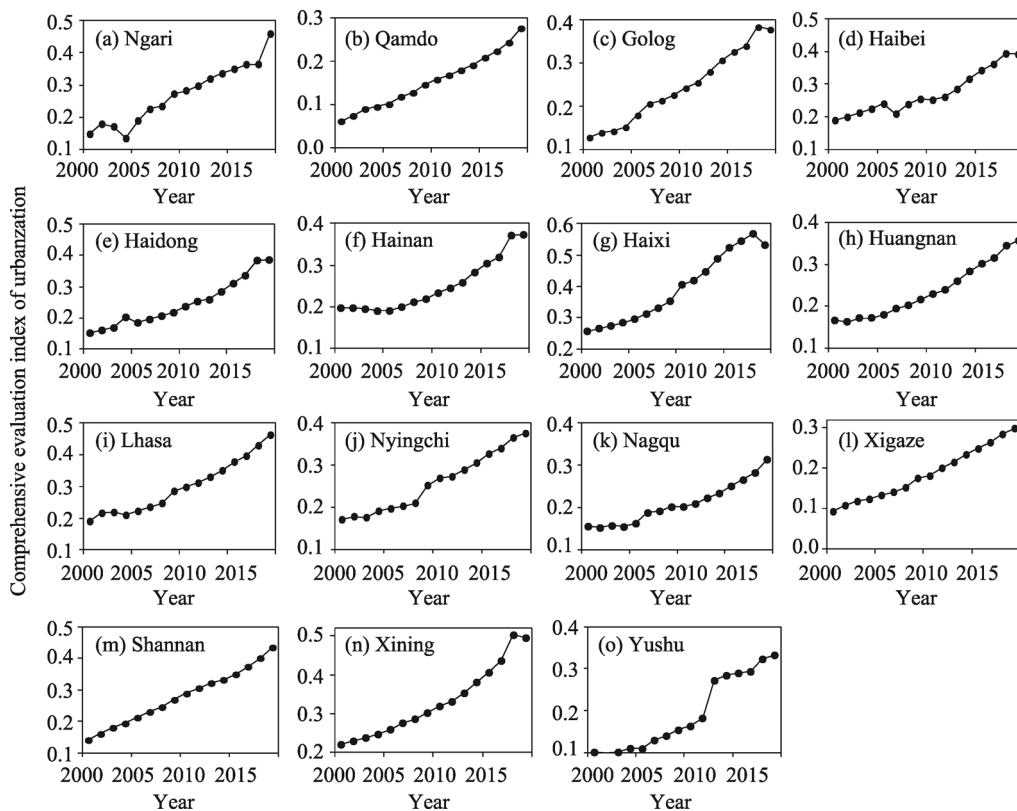 Comprehensive evaluation index of urbanzation
(a) Ngari
0.5
0.4
0.3
0.2
0.1
2000 2005 2010 2015
Year
(b) Qamdo
0.3
0.2
0.1
0.0
2000 2005 2010 2015
Year
(c) Golog
0.4
0.3
0.2
0.1
2000 2005 2010 2015
Year
(d) Haibei
0.5
0.4
0.3
0.2
0.1
2000 2005 2010 2015
Year
(e) Haidong
0.5
0.4
0.3
0.2
0.1
2000 2005 2010 2015
Year
(f) Hainan
0.4
0.3
0.2
0.1
2000 2005 2010 2015
Year
(g) Haixi
0.6
0.5
0.4
0.3
0.2
2000 2005 2010 2015
Year
(h) Huangnan
0.4
0.3
0.2
0.1
2000 2005 2010 2015
Year
(i) Lhasa
0.5
0.4
0.3
0.2
0.1
2000 2005 2010 2015
Year
(j) Nyingchi
0.4
0.3
0.2
0.1
2000 2005 2010 2015
Year
(k) Nagqu
0.4
0.3
0.2
0.1
2000 2005 2010 2015
Year
(l) Xigaze
0.3
0.2
0.1
0.0
2000 2005 2010 2015
Year
(m) Shannan
0.5
0.4
0.3
0.2
0.1
2000 2005 2010 2015
Year
(n) Xining
0.5
0.4
0.3
0.2
2000 2005 2010 2015
Year
(o) Yushu
0.4
0.3
0.2
0.1
2000 2005 2010 2015
Year